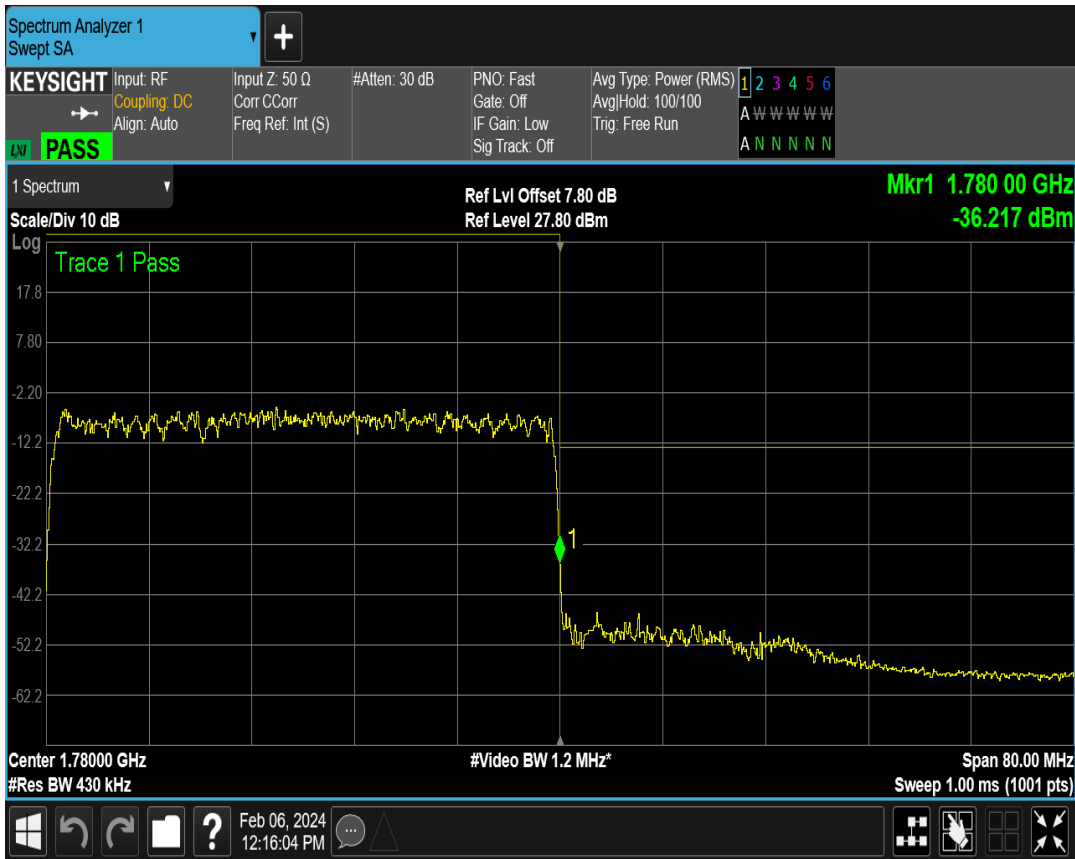 Spectrum Analyzer 1
Swept SA
+
KEYSIGHT
LXI PASS
Input: RF
Coupling: DC
Align: Auto
Input Z: 50 Ω
Corr CCorr
Freq Ref: Int (S)
#Atten: 30 dB
PNO: Fast
Gate: Off
IF Gain: Low
Sig Track: Off
Avg Type: Power (RMS)
Avg|Hold: 100/100
Trig: Free Run
1 2 3 4 5 6
A W W W W W
A N N N N N
1 Spectrum
Scale/Div 10 dB
Ref Lvl Offset 7.80 dB
Ref Level 27.80 dBm
Mkr1 1.780 00 GHz
-36.217 dBm
Log
Trace 1 Pass
17.8
7.80
-2.20
-12.2
-22.2
-32.2
-42.2
-52.2
-62.2
1
Center 1.78000 GHz
#Video BW 1.2 MHz*
Span 80.00 MHz
#Res BW 430 kHz
Sweep 1.00 ms (1001 pts)
?
Feb 06, 2024
12:16:04 PM